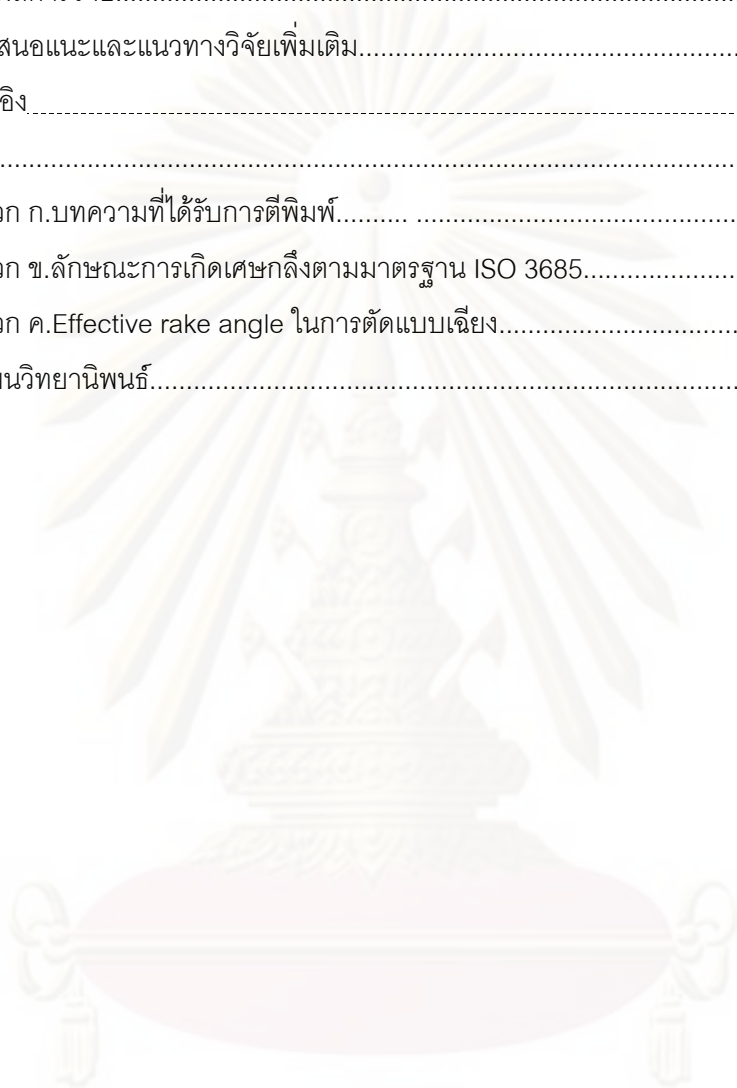 เสนอแนะและแนวทางวิจัยเพิ่มเติม..........................................................
อิง..........................................................
..........................................................
วก ก.บทความที่ได้รับการตีพิมพ์.......... ..........................................
วก ข.ลักษณะการเกิดเศษกลึงตามมาตรฐาน ISO 3685......................
วก ค.Effective rake angle ในการตัดแบบเฉียง..................................
ยนวิทยานิพนธ์..........................................................